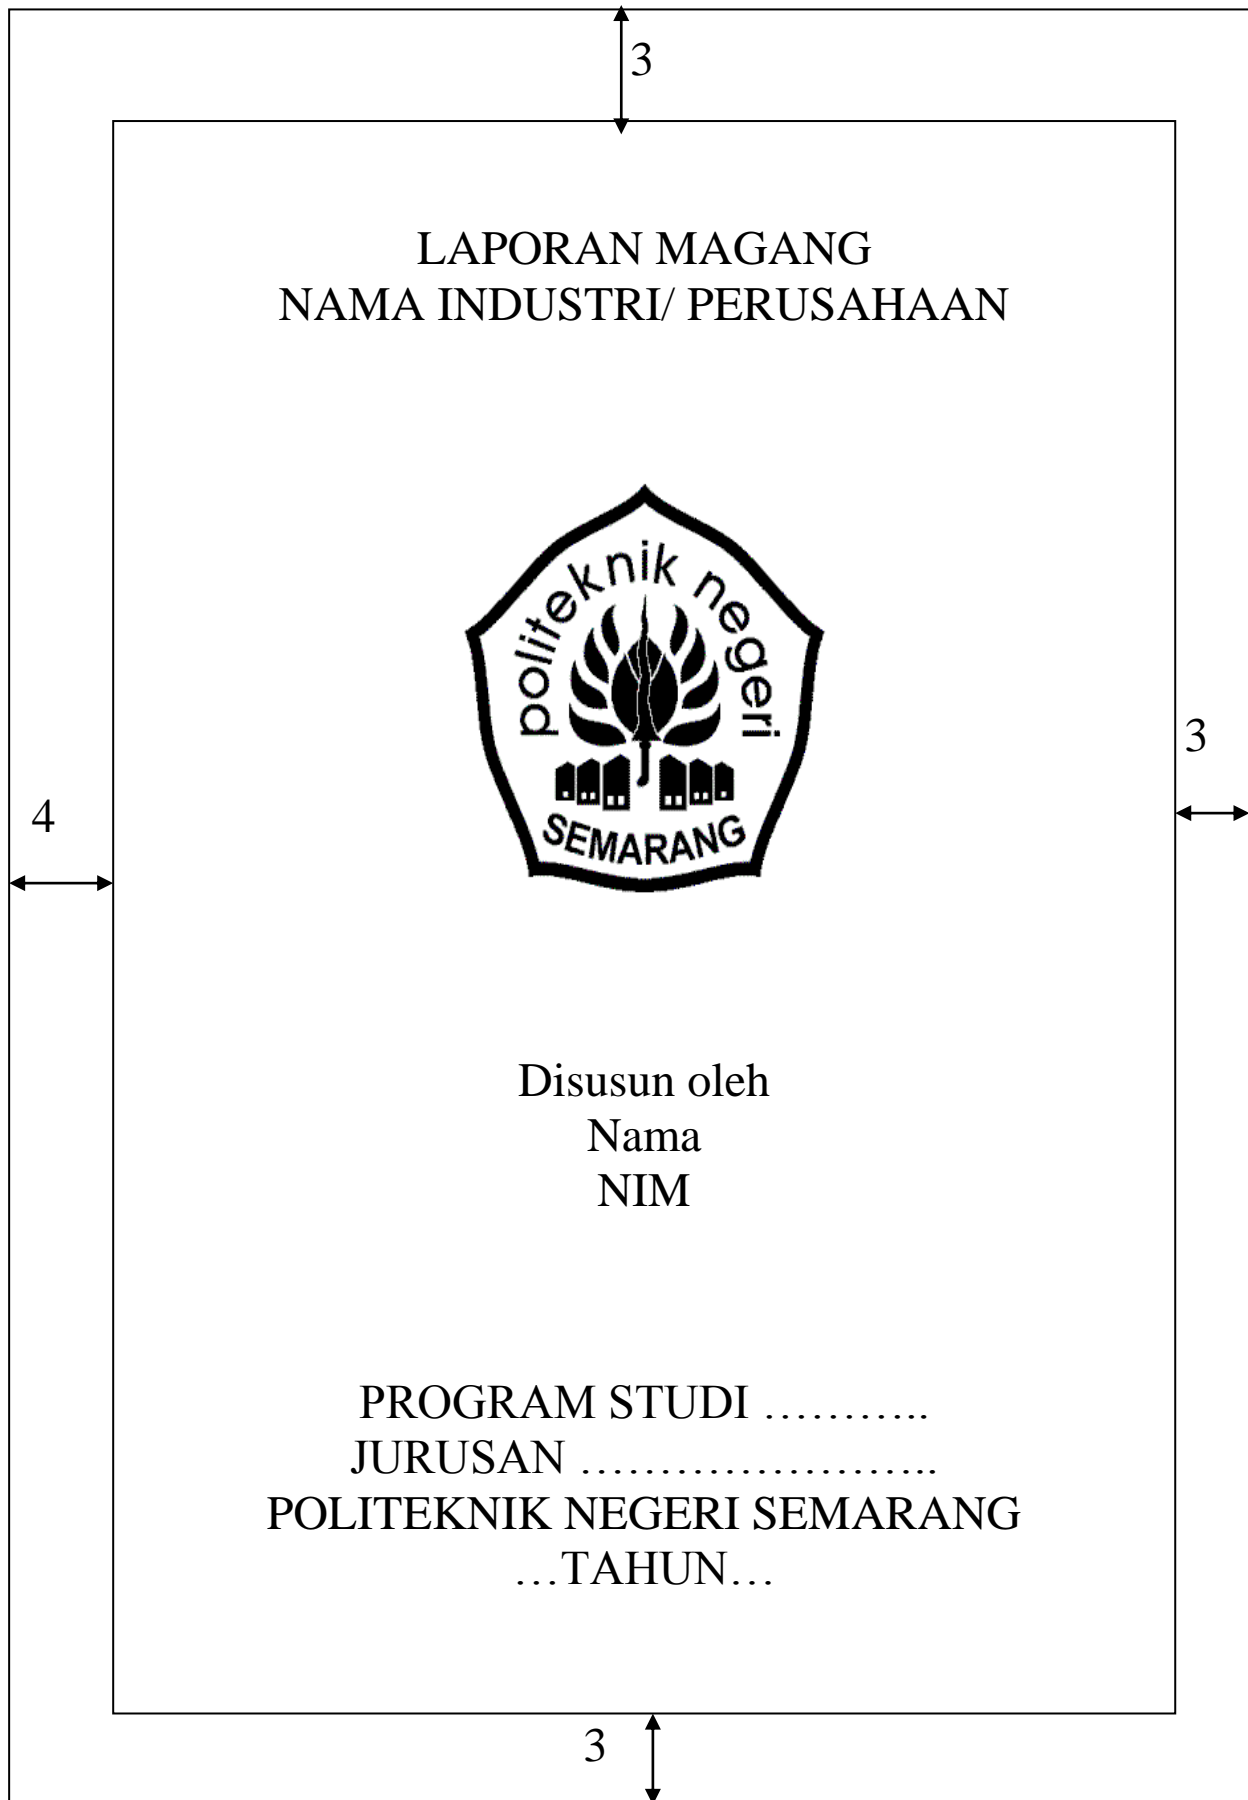 3
LAPORAN MAGANG
NAMA INDUSTRI/ PERUSAHAAN
politeknik negeri
SEMARANG
3
4
Disusun oleh
Nama
NIM
PROGRAM STUDI ………..
JURUSAN …………………..
POLITEKNIK NEGERI SEMARANG
…TAHUN…
3